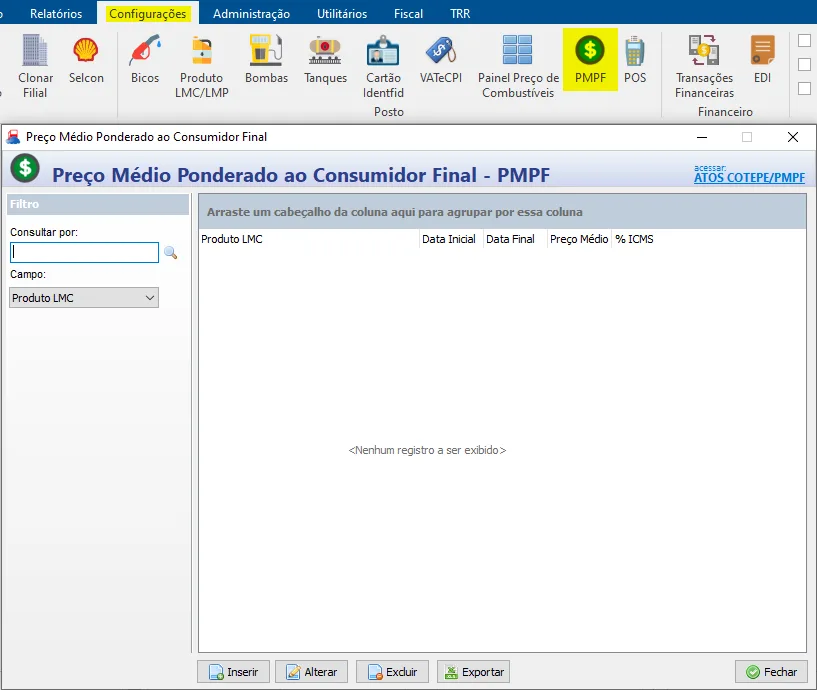 Relatórios Configurações Administração Utilitários Fiscal TRR
Clonar Filial Selcon Bicos Produto LMC/LMP Bombas Tanques Cartão Identfid VATeCPI Painel Preço de Combustíveis PMPF POS Transações Financeiras EDI
Posto Financeiro
Preço Médio Ponderado ao Consumidor Final
Preço Médio Ponderado ao Consumidor Final - PMPF
acessar:
ATOS COTEPE/PMPF
Filtro
Arraste um cabeçalho da coluna aqui para agrupar por essa coluna
Consultar por:
Produto LMC Data Inicial Data Final Preço Médio % ICMS
Campo:
Produto LMC
<Nenhum registro a ser exibido>
Inserir Alterar Excluir Exportar Fechar